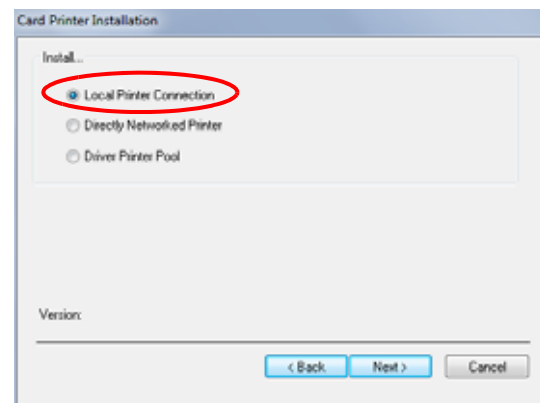 Card Printer Installation
Install...
Local Printer Connection
Directly Networked Printer
Driver Printer Pool
Version:
< Back Next > Cancel